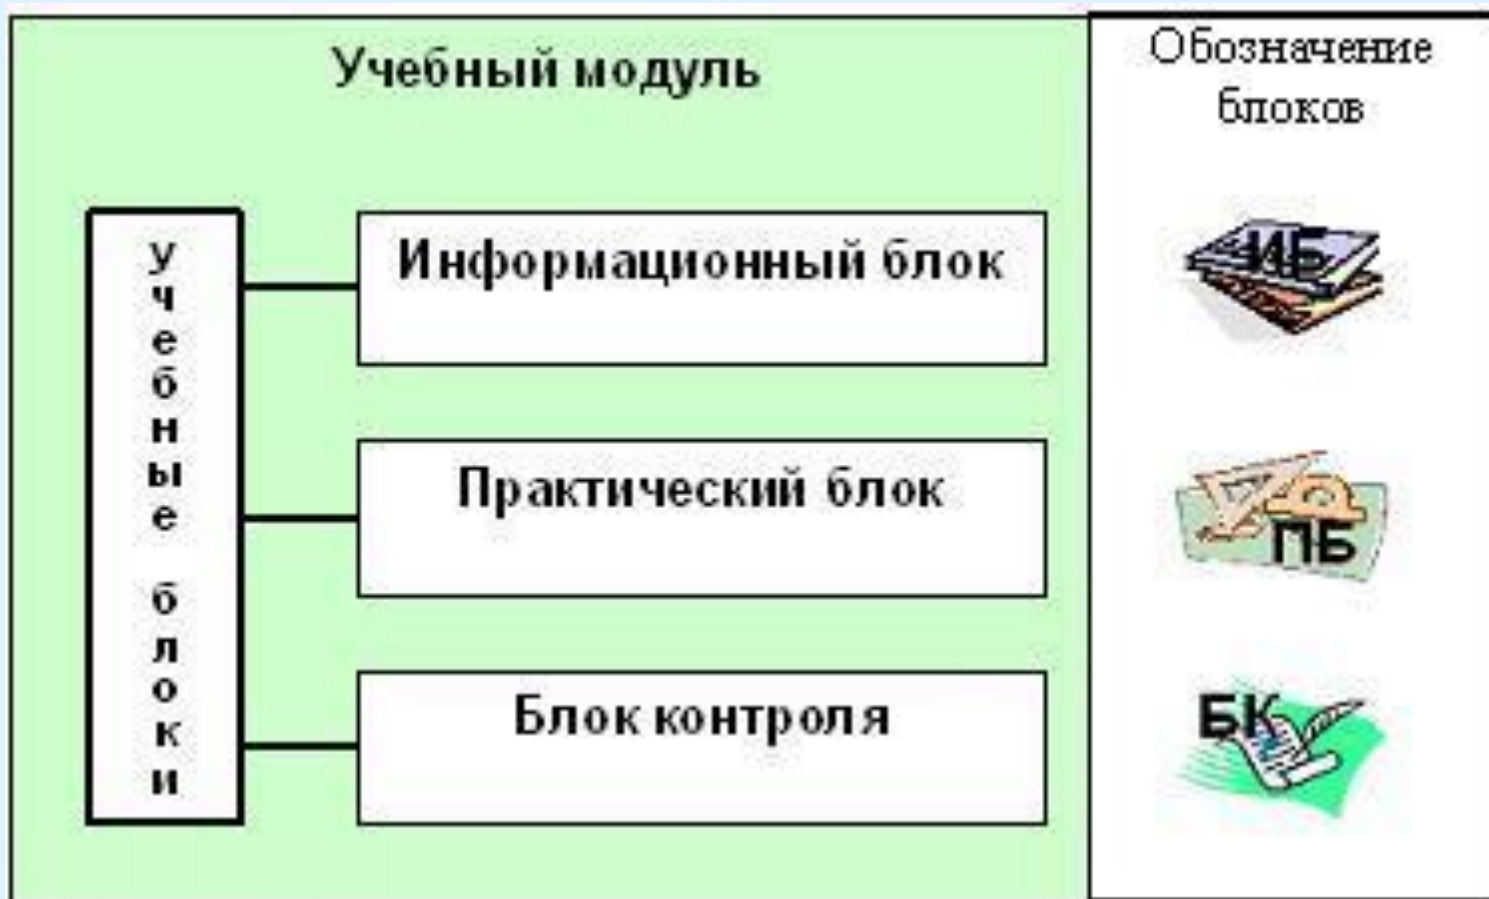 Учебный модуль
Обозначение
блоков
Учебные блоки
Информационный блок
ИБ
Практический блок
ПБ
Блок контроля
БК